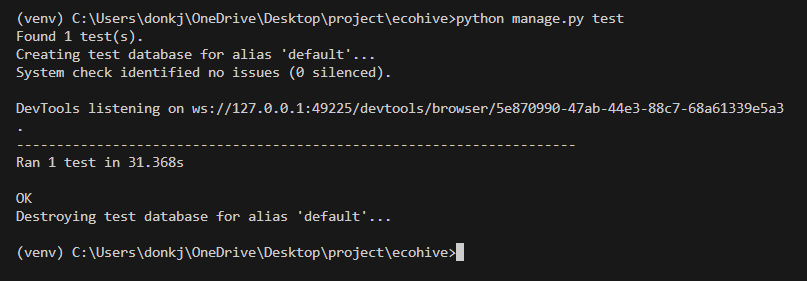 (venv) C:\Users\donkj\OneDrive\Desktop\project\ecohive>python manage.py test
Found 1 test(s).
Creating test database for alias 'default'...
System check identified no issues (0 silenced).
DevTools listening on ws://127.0.0.1:49225/devtools/browser/5e870990-47ab-44e3-88c7-68a61339e5a3
.
----------------------------------------------------------------------
Ran 1 test in 31.368s
OK
Destroying test database for alias 'default'...
(venv) C:\Users\donkj\OneDrive\Desktop\project\ecohive>